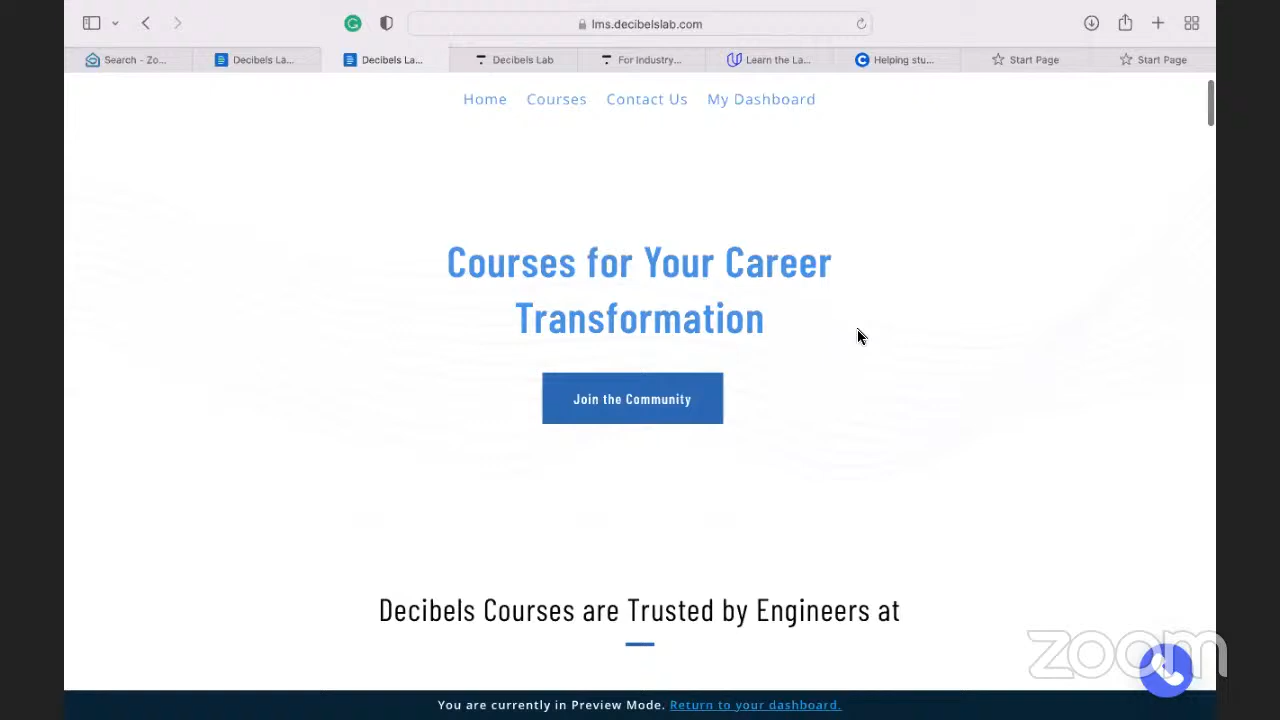 lms.decibelslab.com
Search - Zo...
Decibels La...
Decibels La...
Decibels Lab
For Industry...
Learn the La...
Helping stu...
Start Page
Start Page
Home Courses Contact Us My Dashboard
Courses for Your Career
Transformation
Join the Community
Decibels Courses are Trusted by Engineers at
zoom
You are currently in Preview Mode. Return to your dashboard.